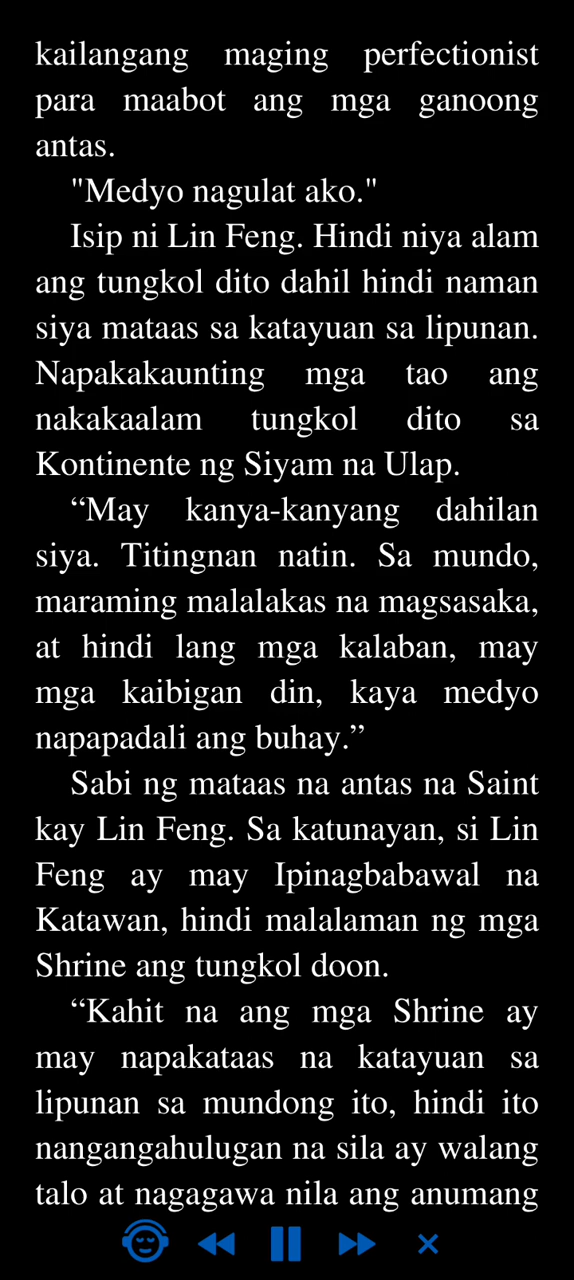 kailangang maging perfectionist
para maabot ang mga ganoong
antas.
"Medyo nagulat ako."
Isip ni Lin Feng. Hindi niya alam
ang tungkol dito dahil hindi naman
siya mataas sa katayuan sa lipunan.
Napakakaunting mga tao ang
nakakaalam tungkol dito sa
Kontinente ng Siyam na Ulap.
“May kanya-kanyang dahilan
siya. Titingnan natin. Sa mundo,
maraming malalakas na magsasaka,
at hindi lang mga kalaban, may
mga kaibigan din, kaya medyo
napapadali ang buhay.”
Sabi ng mataas na antas na Saint
kay Lin Feng. Sa katunayan, si Lin
Feng ay may Ipinagbabawal na
Katawan, hindi malalaman ng mga
Shrine ang tungkol doon.
“Kahit na ang mga Shrine ay
may napakataas na katayuan sa
lipunan sa mundong ito, hindi ito
nangangahulugan na sila ay walang
talo at nagagawa nila ang anumang